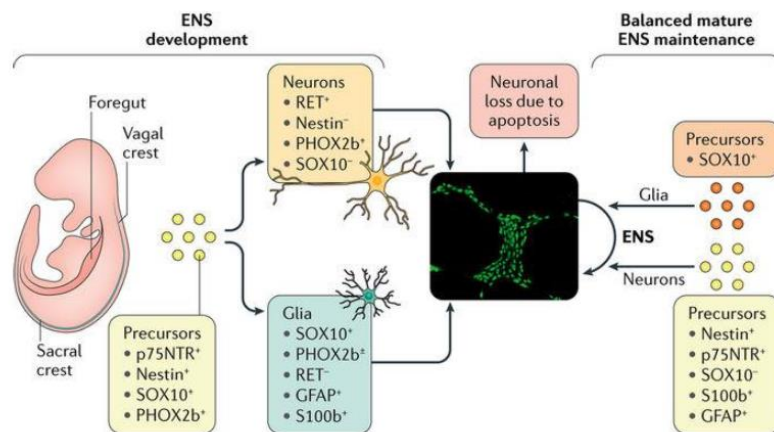 ENS
development
Balanced mature
ENS maintenance
Foregut
Vagal
crest
Sacral
crest
Precursors
• p75NTR⁺
• Nestin⁺
• SOX10⁺
• PHOX2b⁺
Neurons
• RET⁺
• Nestin⁻
• PHOX2b⁺
• SOX10⁻
Glia
• SOX10⁺
• PHOX2b±
• RET⁻
• GFAP⁺
• S100b⁺
Neuronal
loss due to
apoptosis
ENS
Glia
Neurons
Precursors
• SOX10⁺
Precursors
• Nestin⁺
• p75NTR⁺
• SOX10⁻
• S100b⁺
• GFAP⁺